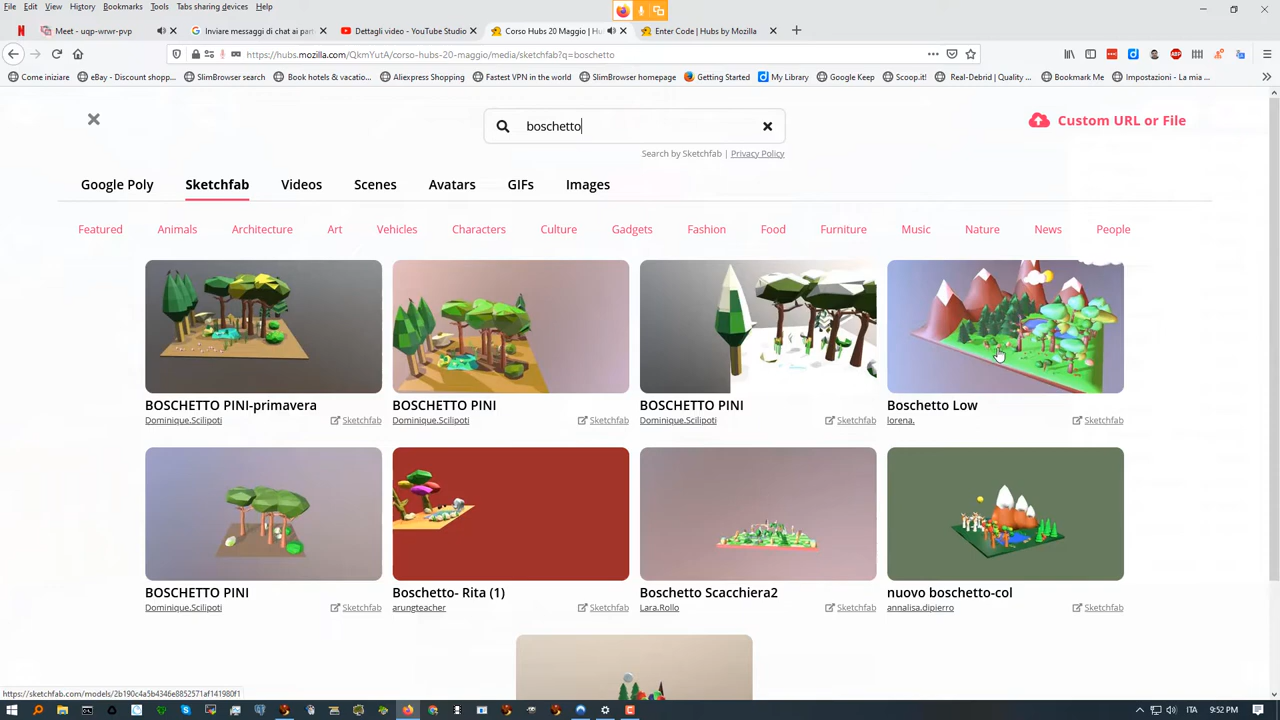 File Edit View History Bookmarks Tools Tabs sharing devices Help
Meet - uqp-wrwr-pvp
Inviare messaggi di chat ai part
Dettagli video - YouTube Studio
Corso Hubs 20 Maggio | Hu
Enter Code | Hubs by Mozilla
https://hubs.mozilla.com/QkmYutA/corso-hubs-20-maggio/media/sketchfab?q=boschetto
Come iniziare
eBay - Discount shopp...
SlimBrowser search
Book hotels & vacatio...
Aliexpress Shopping
Fastest VPN in the world
SlimBrowser homepage
Getting Started
My Library
Google Keep
Scoop.it!
Real-Debrid | Quality ...
Bookmark Me
Impostazioni - La mia ...
boschetto
Custom URL or File
Search by Sketchfab | Privacy Policy
Google Poly Sketchfab Videos Scenes Avatars GIFs Images
Featured Animals Architecture Art Vehicles Characters Culture Gadgets Fashion Food Furniture Music Nature News People
BOSCHETTO PINI-primavera
Dominique.Scilipoti Sketchfab
BOSCHETTO PINI
Dominique.Scilipoti Sketchfab
BOSCHETTO PINI
Dominique.Scilipoti Sketchfab
Boschetto Low
lorena. Sketchfab
BOSCHETTO PINI
Dominique.Scilipoti Sketchfab
Boschetto- Rita (1)
arungteacher Sketchfab
Boschetto Scacchiera2
Lara.Rollo Sketchfab
nuovo boschetto-col
annalisa.dipierro Sketchfab
https://sketchfab.com/models/2b190c4a5b4346e8852571af141980f1
ITA 9:52 PM